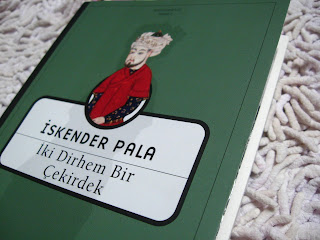 İSKENDER PALA
İki Dirhem Bir
Çekirdek